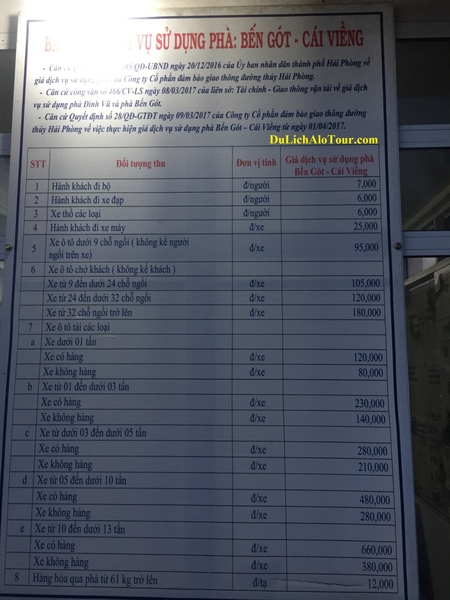 VỤ SỬ DỤNG PHÀ: BẾN GÓT - CÁI VIỀNG
- Căn cứ /QĐ-UBND ngày 20/12/2016 của Ủy ban nhân dân thành phố Hải Phòng về
giá dịch vụ sử dụng của Công ty Cổ phần đảm bảo giao thông đường thủy Hải Phòng.
- Căn cứ công văn số 466/CV-LS ngày 08/03/2017 của liên sở: Tài chính - Giao thông vận tải về giá dịch
vụ sử dụng phà Đình Vũ và phà Bến Gót.
- Căn cứ Quyết định số 28/QĐ-GTĐT ngày 09/03/2017 của Công ty Cổ phần đảm bảo giao thông đường
thủy Hải Phòng về việc thực hiện giá dịch vụ sử dụng phà Bến Gót – Cái Viềng từ ngày 01/04/2017.
DuLichAloTour.com
STT Đối tượng thu Đơn vị tính Giá dịch vụ sử dụng phà
Bến Gót - Cái Viềng
1 Hành khách đi bộ đ/người 7,000
2 Hành khách đi xe đạp đ/người 6,000
3 Xe thồ các loại đ/người 6,000
4 Hành khách đi xe máy đ/xe 25,000
5 Xe ô tô dưới 9 chỗ ngồi ( không kể người
ngồi trên xe) đ/xe 95,000
6 Xe ô tô chở khách ( không kể khách )
Xe từ 9 đến dưới 24 chỗ ngồi đ/xe 105,000
Xe từ 24 đến dưới 32 chỗ ngồi đ/xe 120,000
Xe từ 32 chỗ ngồi trở lên đ/xe 180,000
7 Xe ô tô tải các loại
a Xe dưới 01 tấn
Xe có hàng đ/xe 120,000
Xe không hàng đ/xe 80,000
b Xe từ 01 đến dưới 03 tấn
Xe có hàng đ/xe 230,000
Xe không hàng đ/xe 140,000
c Xe từ dưới 03 đến dưới 05 tấn
Xe có hàng đ/xe 280,000
Xe không hàng đ/xe 210,000
d Xe từ 05 đến dưới 10 tấn
Xe có hàng đ/xe 480,000
Xe không hàng đ/xe 280,000
e Xe từ 10 đến dưới 13 tấn
Xe có hàng đ/xe 660,000
Xe không hàng đ/xe 380,000
8 Hàng hóa qua phà từ 61 kg trở lên đ/tạ 12,000